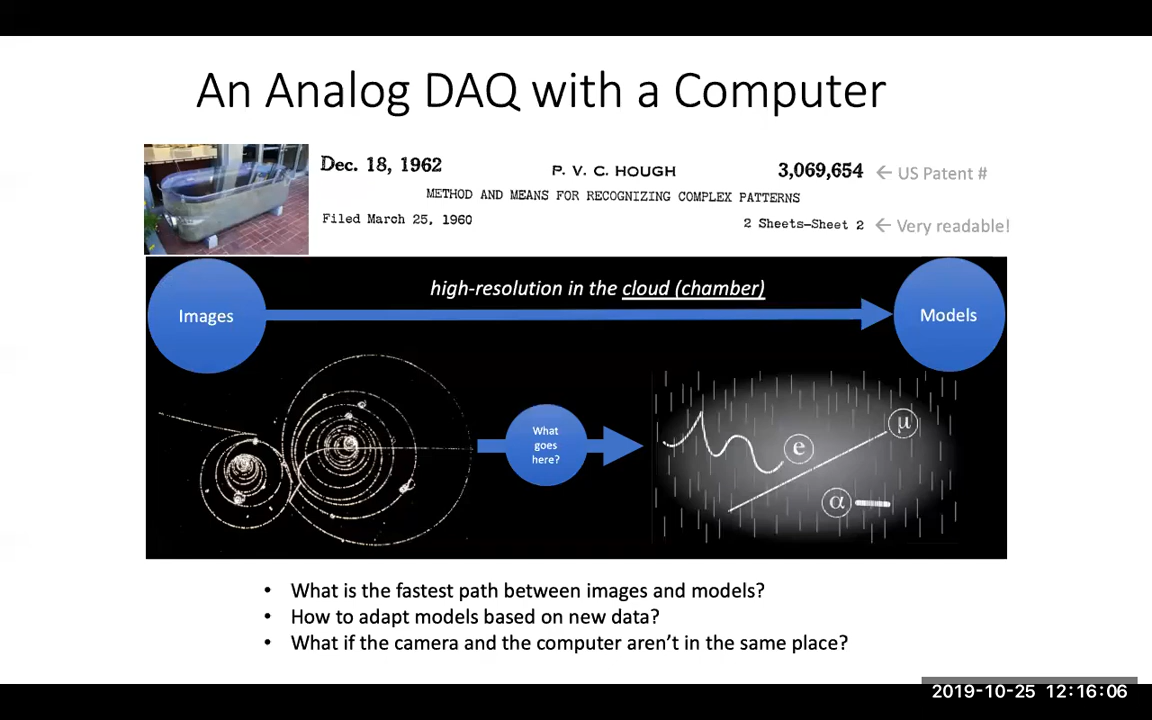 An Analog DAQ with a Computer
Dec. 18, 1962 P. V. C. HOUGH 3,069,654 ← US Patent #
METHOD AND MEANS FOR RECOGNIZING COMPLEX PATTERNS
Filed March 25, 1960 2 Sheets-Sheet 2 ← Very readable!
high-resolution in the cloud (chamber)
Images
Models
What
goes
here?
e
μ
α
• What is the fastest path between images and models?
• How to adapt models based on new data?
• What if the camera and the computer aren't in the same place?
2019-10-25 12:16:06